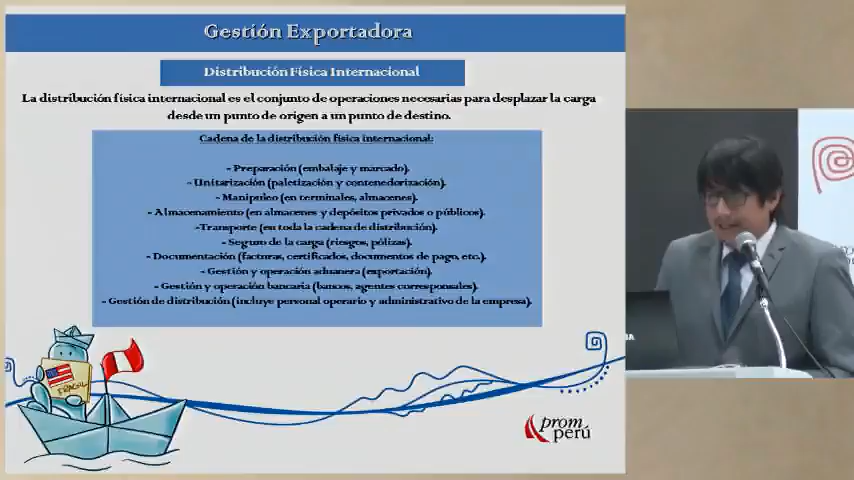 Gestión Exportadora
Distribución Física Internacional
La distribución física internacional es el conjunto de operaciones necesarias para desplazar la carga
desde un punto de origen a un punto de destino.
Cadena de la distribución física internacional:
- Preparación (embalaje y marcado).
- Unitarización (paletización y contenedorización).
- Manipuleo (en terminales, almacenes).
- Almacenamiento (en almacenes y depósitos privados o públicos).
-Transporte (en toda la cadena de distribución).
- Seguro de la carga (riesgos, pólizas).
- Documentación (facturas, certificados, documentos de pago, etc.).
- Gestión y operación aduanera (exportación).
- Gestión y operación bancaria (bancos, agentes corresponsales).
- Gestión de distribución (incluye personal operario y administrativo de la empresa).
FRAGIL
prom
perú